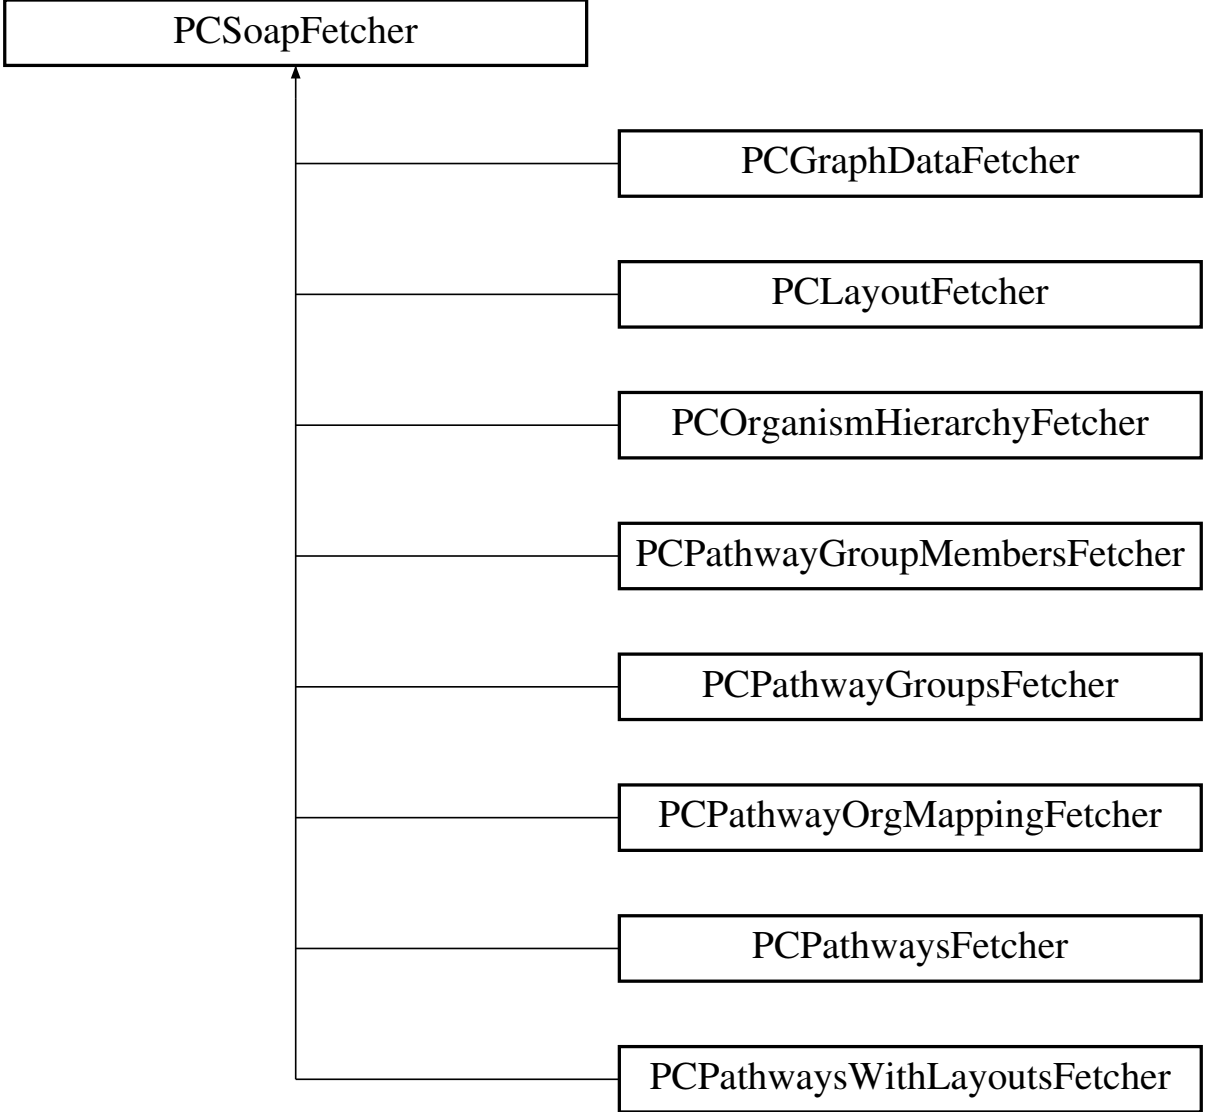 PCSoapFetcher
PCGraphDataFetcher
PCLayoutFetcher
PCOrganismHierarchyFetcher
PCPathwayGroupMembersFetcher
PCPathwayGroupsFetcher
PCPathwayOrgMappingFetcher
PCPathwaysFetcher
PCPathwaysWithLayoutsFetcher